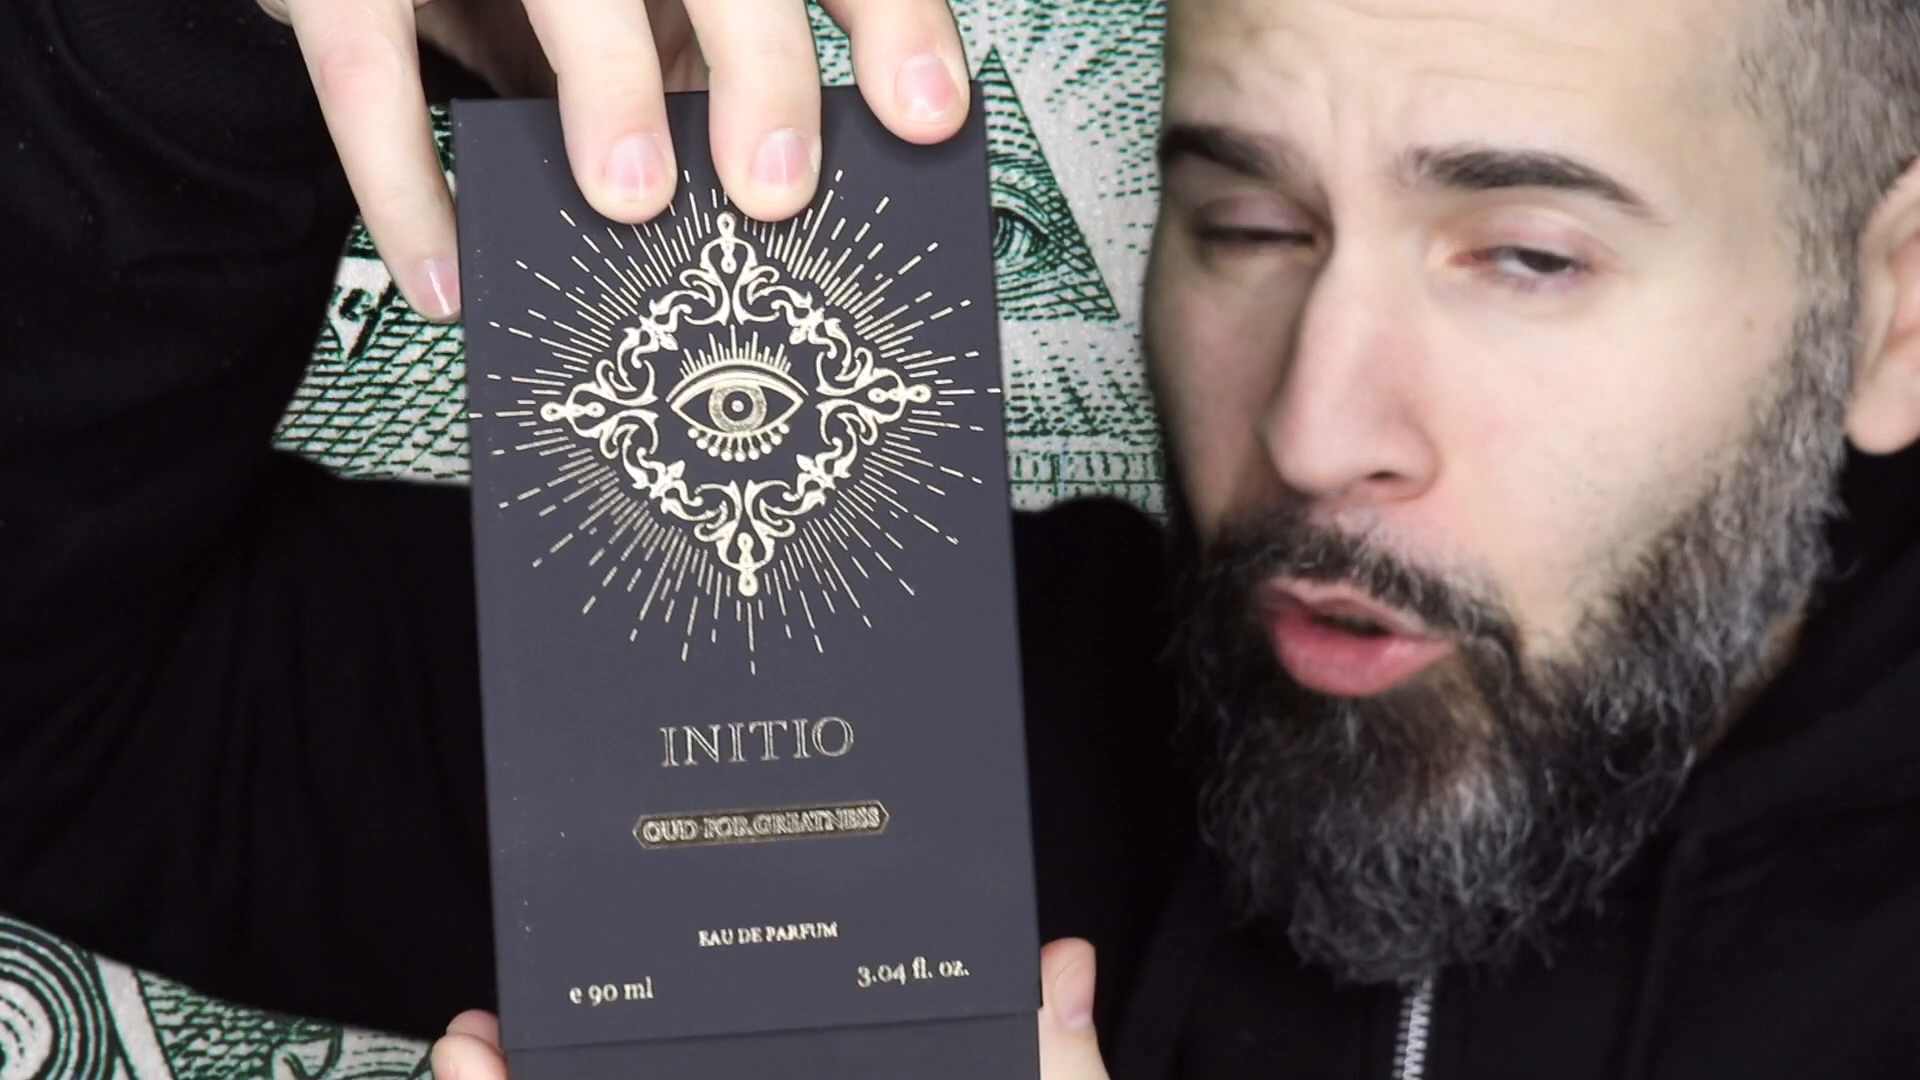 INITIO
OUD FOR GREATNESS
EAU DE PARFUM
e 90 ml 3.04 fl. oz.